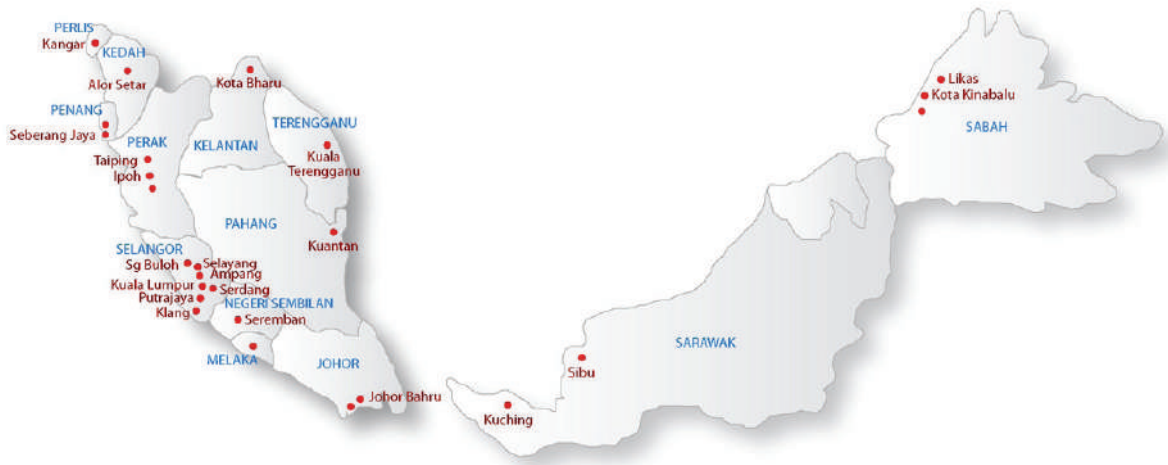 PERLIS
Kangar
KEDAH
Alor Setar
Kota Bharu
PENANG
Seberang Jaya
PERAK
TERENGGANU
KELANTAN
Taiping
Ipoh
Kuala
Terengganu
PAHANG
Kuantan
SELANGOR
Sg Buloh
Selayang
Ampang
Kuala Lumpur
Serdang
Putrajaya
NEGERI SEMBILAN
Klang
Seremban
MELAKA
JOHOR
Johor Bahru
Likas
Kota Kinabalu
SABAH
SARAWAK
Sibu
Kuching